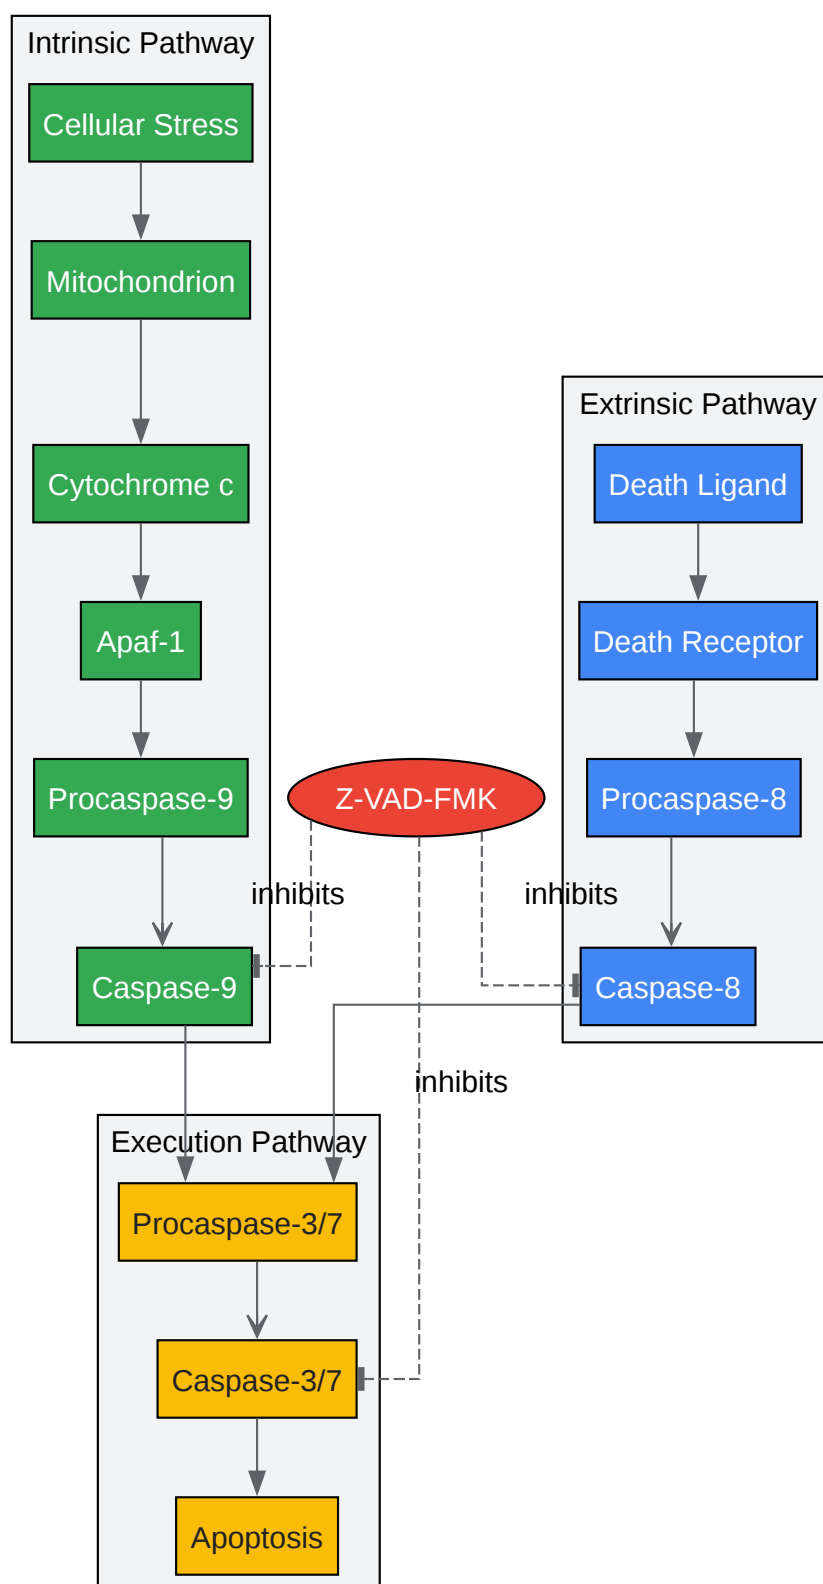 Intrinsic Pathway
Cellular Stress
Mitochondrion
Cytochrome c
Apaf-1
Procaspase-9
Caspase-9
Extrinsic Pathway
Death Ligand
Death Receptor
Procaspase-8
Caspase-8
Z-VAD-FMK
inhibits
inhibits
inhibits
Execution Pathway
Procaspase-3/7
Caspase-3/7
Apoptosis